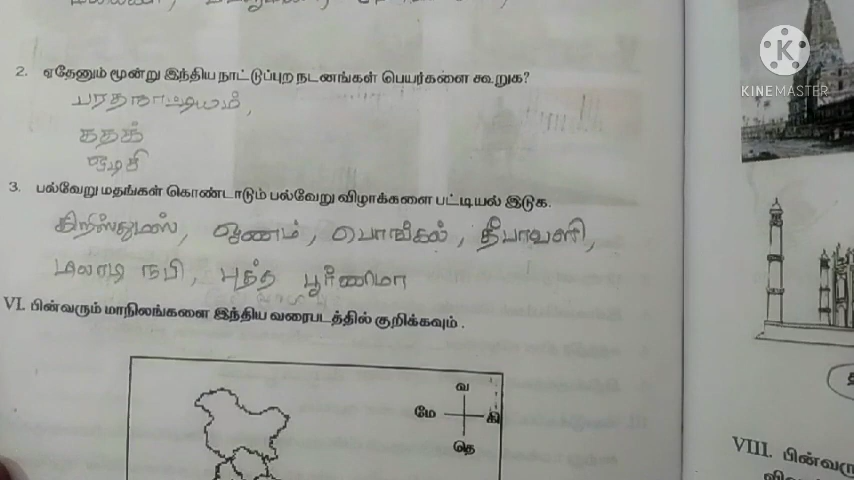 2. ஏதேனும் மூன்று இந்திய நாட்டுப்புற நடனங்கள் பெயர்களை கூறுக?
பரதநாட்டியம்,
கதக்
ஒடிசி
3. பல்வேறு மதங்கள் கொண்டாடும் பல்வேறு விழாக்களை பட்டியல் இடுக.
கிறிஸ்துமஸ், ஓணம், பொங்கல், தீபாவளி,
மிலாடி நபி, புத்த பூர்ணிமா
VI. பின்வரும் மாநிலங்களை இந்திய வரைபடத்தில் குறிக்கவும்.
வ
மே கி
தெ
VIII. பின்வரு
K
KINEMASTER